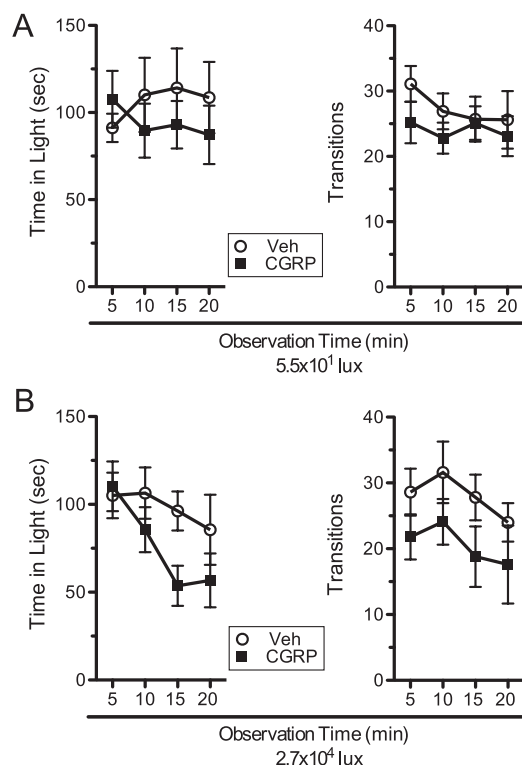 A
Time in Light (sec)
150
100
50
0
5 10 15 20
Transitions
40
30
20
10
0
5 10 15 20
Veh
CGRP
Observation Time (min)
5.5x10¹ lux
B
Time in Light (sec)
150
100
50
0
5 10 15 20
Transitions
40
30
20
10
0
5 10 15 20
Veh
CGRP
Observation Time (min)
2.7x10⁴ lux